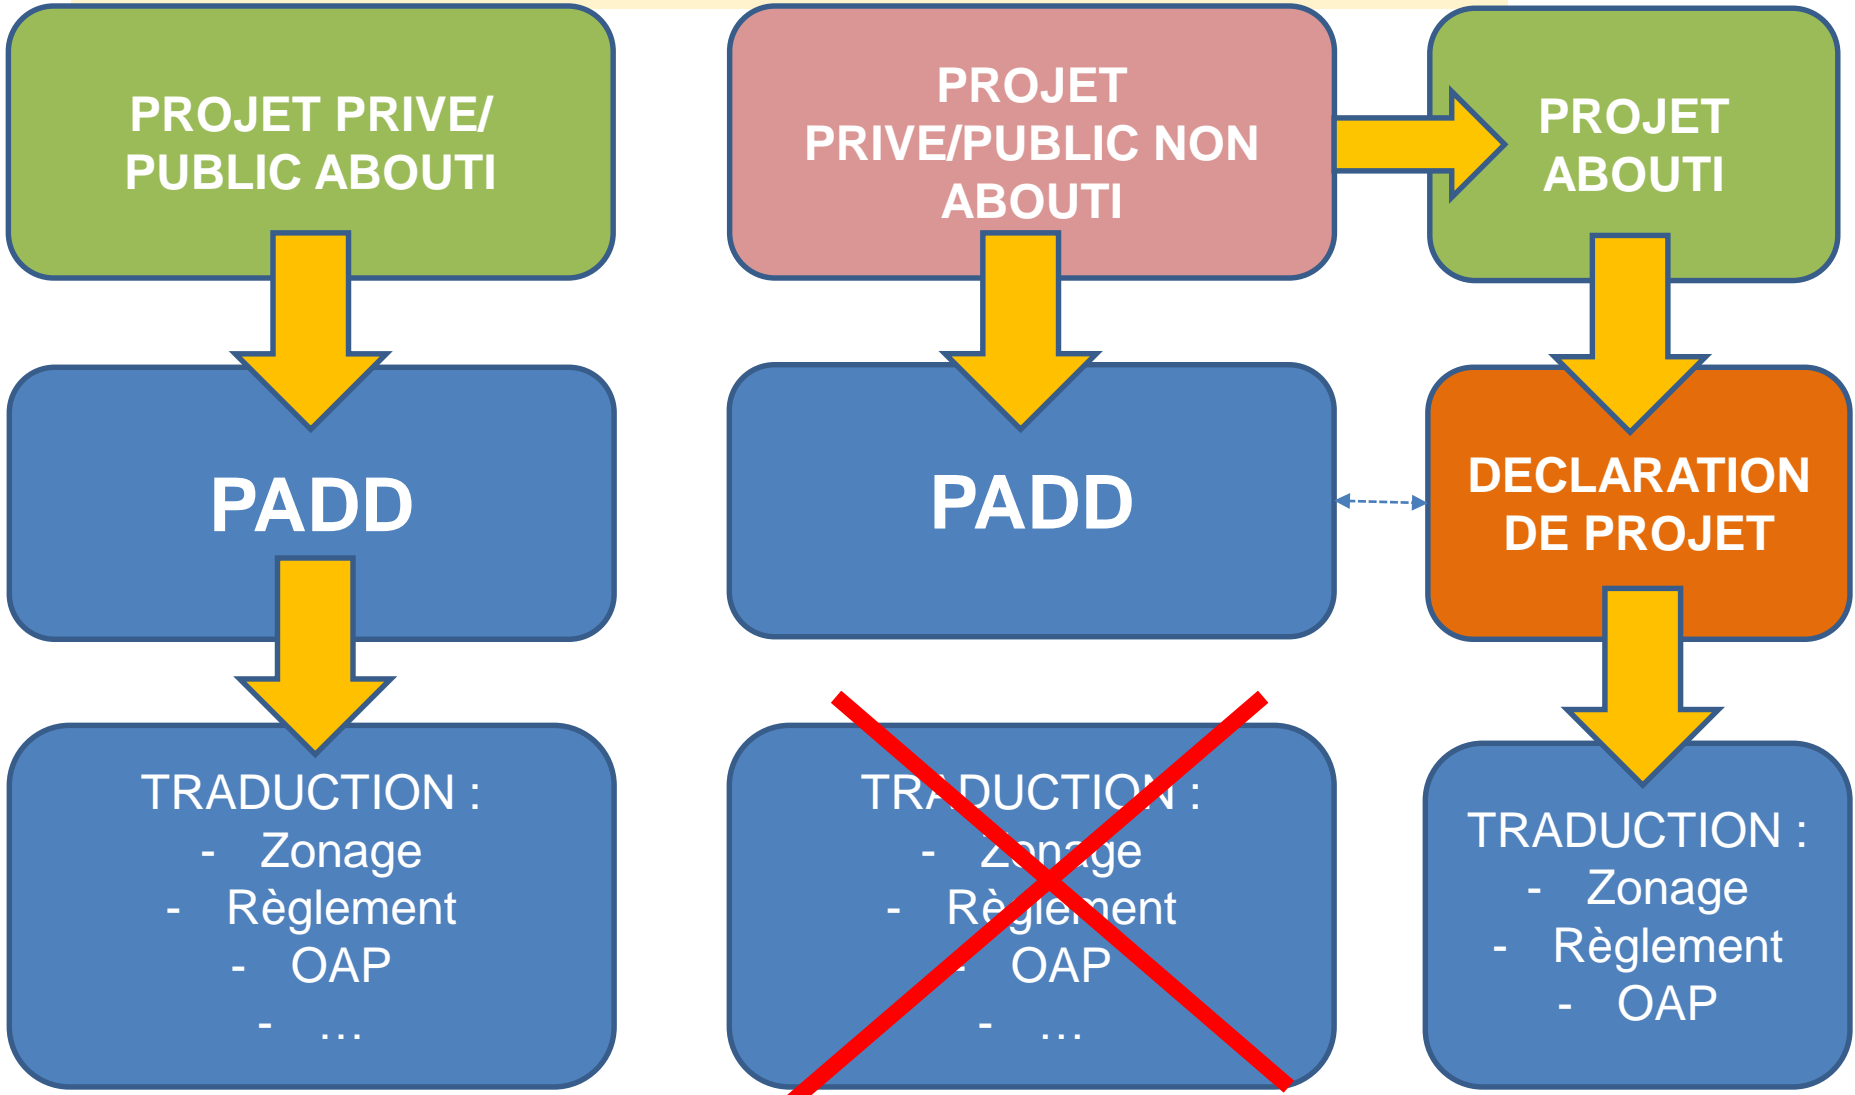 PROJET PRIVE/
PUBLIC ABOUTI
PROJET
PRIVE/PUBLIC NON
ABOUTI
PROJET
ABOUTI
PADD
PADD
DECLARATION
DE PROJET
TRADUCTION :
- Zonage
- Règlement
- OAP
- …
TRADUCTION :
- Zonage
- Règlement
- OAP
- …
TRADUCTION :
- Zonage
- Règlement
- OAP